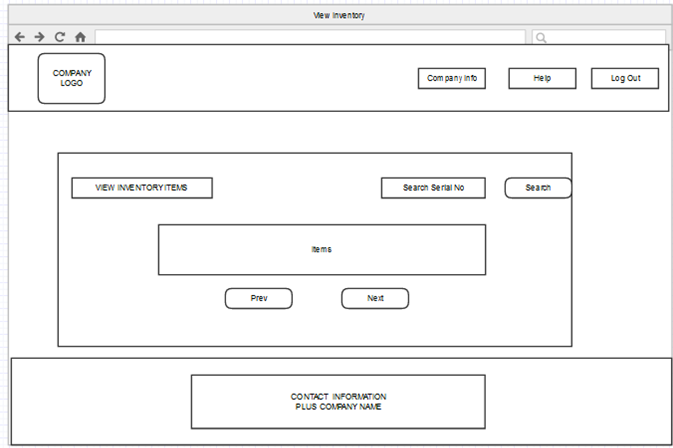 View Inventory
COMPANY
LOGO
Company Info
Help
Log Out
VIEW INVENTORY ITEMS
Search Serial No
Search
Items
Prev
Next
CONTACT INFORMATION
PLUS COMPANY NAME